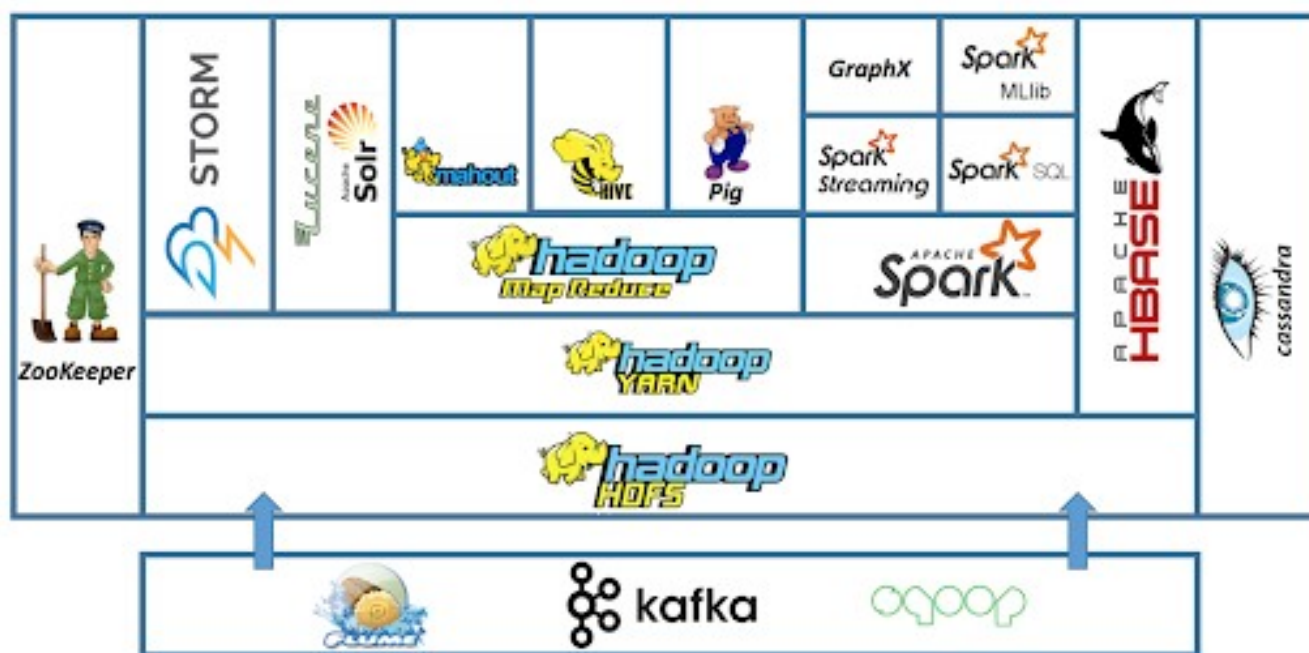 ZooKeeper
STORM
Lucene
Apache
Solr
mahout
HIVE
Pig
GraphX
Spark
MLlib
Spark
Streaming
Spark SQL
hadoop
Map Reduce
APACHE
Spark
APACHE
HBASE
cassandra
hadoop
YARN
hadoop
HDFS
FLUME
kafka
sqoop